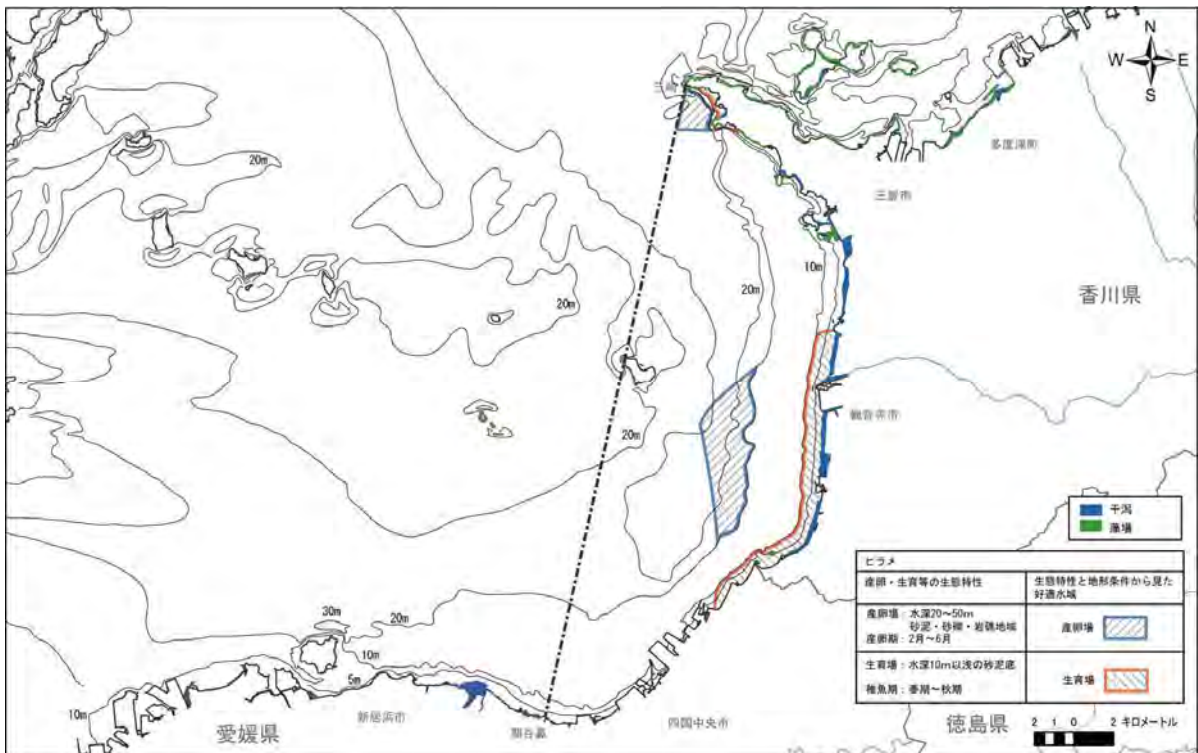 N
W E
S
三崎
多度津町
三豊市
20m
10m
20m
20m
香川県
20m
観音寺市
干潟
藻場
ヒラメ
産卵・生育等の生態特性
生態特性と地形条件から見た
好適水域
産卵場：水深20～50m
砂泥・砂礫・岩礁地域
産卵期：2月～6月
産卵場
生育場：水深10m以浅の砂泥底
稚魚期：春期～秋期
生育場
30m
20m
10m
5m
10m
新居浜市
関谷鼻
四国中央市
愛媛県
徳島県
2 1 0 2 キロメートル